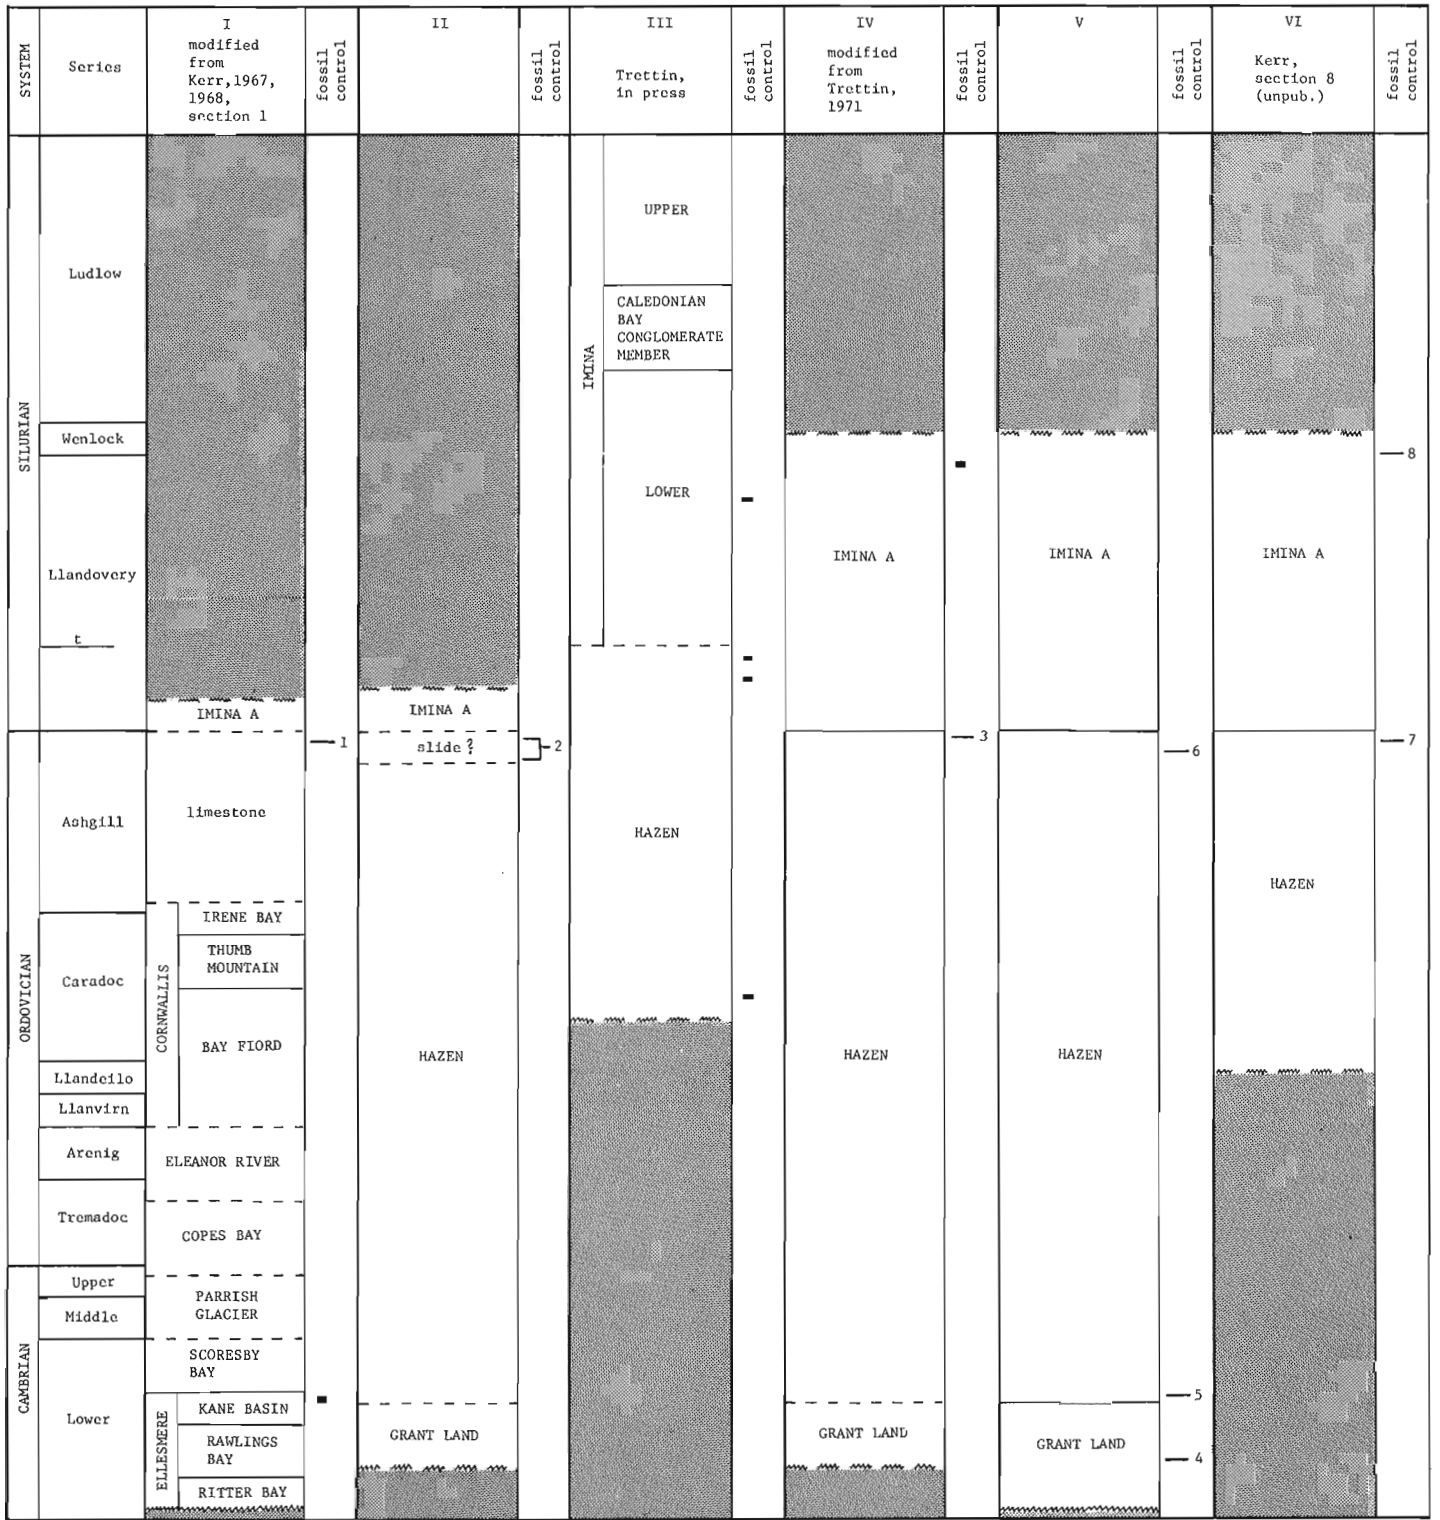 SYSTEM
Series
I
modified
from
Kerr,1967,
1968,
section 1
fossil
control
II
fossil
control
III
Trettin,
in press
fossil
control
IV
modified
from
Trettin,
1971
fossil
control
V
fossil
control
VI
Kerr,
section 8
(unpub.)
fossil
control
SILURIAN
Ludlow
Wenlock
Llandovery
t
ORDOVICIAN
Ashgill
Caradoc
Llandeilo
Llanvirn
Arenig
Tremadoc
CAMBRIAN
Upper
Middle
Lower
IMINA A
limestone
CORNWALLIS
IRENE BAY
THUMB
MOUNTAIN
BAY FIORD
ELEANOR RIVER
COPES BAY
PARRISH
GLACIER
SCORESBY
BAY
ELLESMERE
KANE BASIN
RAWLINGS
BAY
RITTER BAY
1
IMINA A
slide?
HAZEN
GRANT LAND
2
IMINA
UPPER
CALEDONIAN
BAY
CONGLOMERATE
MEMBER
LOWER
HAZEN
IMINA A
HAZEN
GRANT LAND
3
IMINA A
HAZEN
GRANT LAND
6
5
4
IMINA A
HAZEN
8
7